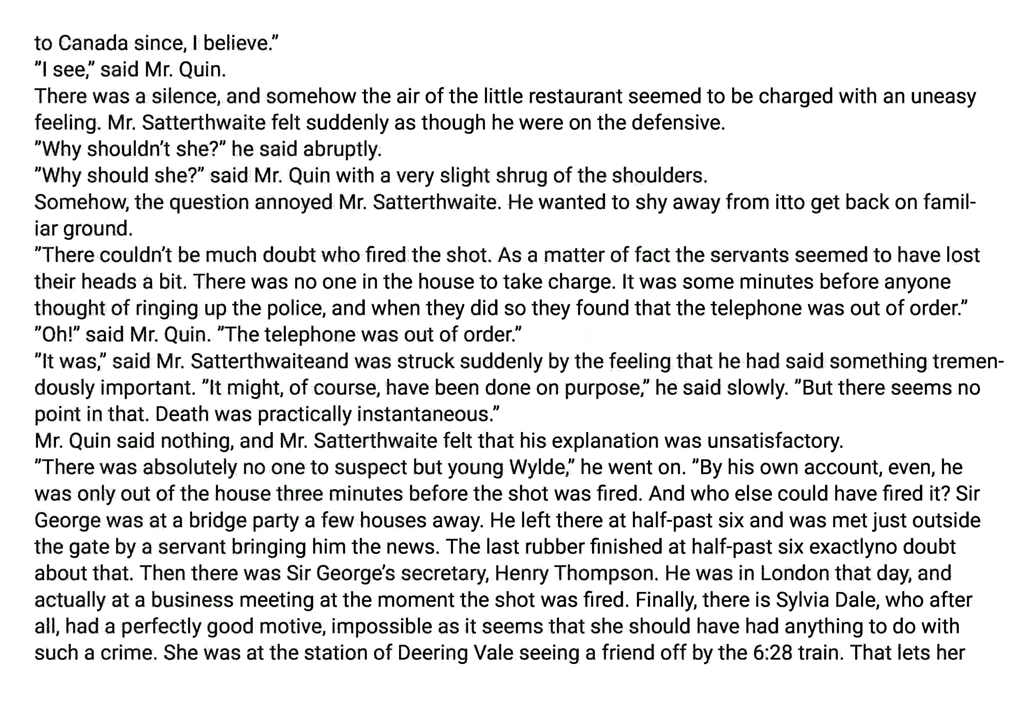 to Canada since, I believe."
"I see," said Mr. Quin.
There was a silence, and somehow the air of the little restaurant seemed to be charged with an uneasy
feeling. Mr. Satterthwaite felt suddenly as though he were on the defensive.
"Why shouldn't she?" he said abruptly.
"Why should she?" said Mr. Quin with a very slight shrug of the shoulders.
Somehow, the question annoyed Mr. Satterthwaite. He wanted to shy away from itto get back on famil-
iar ground.
"There couldn't be much doubt who fired the shot. As a matter of fact the servants seemed to have lost
their heads a bit. There was no one in the house to take charge. It was some minutes before anyone
thought of ringing up the police, and when they did so they found that the telephone was out of order."
"Oh!" said Mr. Quin. "The telephone was out of order."
"It was," said Mr. Satterthwaiteand was struck suddenly by the feeling that he had said something tremen-
dously important. "It might, of course, have been done on purpose," he said slowly. "But there seems no
point in that. Death was practically instantaneous."
Mr. Quin said nothing, and Mr. Satterthwaite felt that his explanation was unsatisfactory.
"There was absolutely no one to suspect but young Wylde," he went on. "By his own account, even, he
was only out of the house three minutes before the shot was fired. And who else could have fired it? Sir
George was at a bridge party a few houses away. He left there at half-past six and was met just outside
the gate by a servant bringing him the news. The last rubber finished at half-past six exactlyno doubt
about that. Then there was Sir George's secretary, Henry Thompson. He was in London that day, and
actually at a business meeting at the moment the shot was fired. Finally, there is Sylvia Dale, who after
all, had a perfectly good motive, impossible as it seems that she should have had anything to do with
such a crime. She was at the station of Deering Vale seeing a friend off by the 6:28 train. That lets her